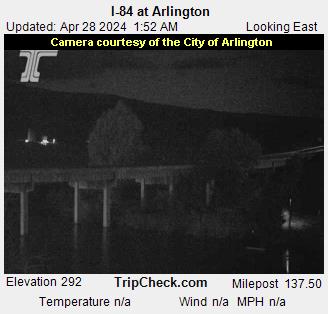 I-84 at Arlington
Updated: Apr 28 2024 1:52 AM Looking East
Camera courtesy of the City of Arlington
Elevation 292 TripCheck.com Milepost 137.50
Temperature n/a Wind n/a MPH n/a